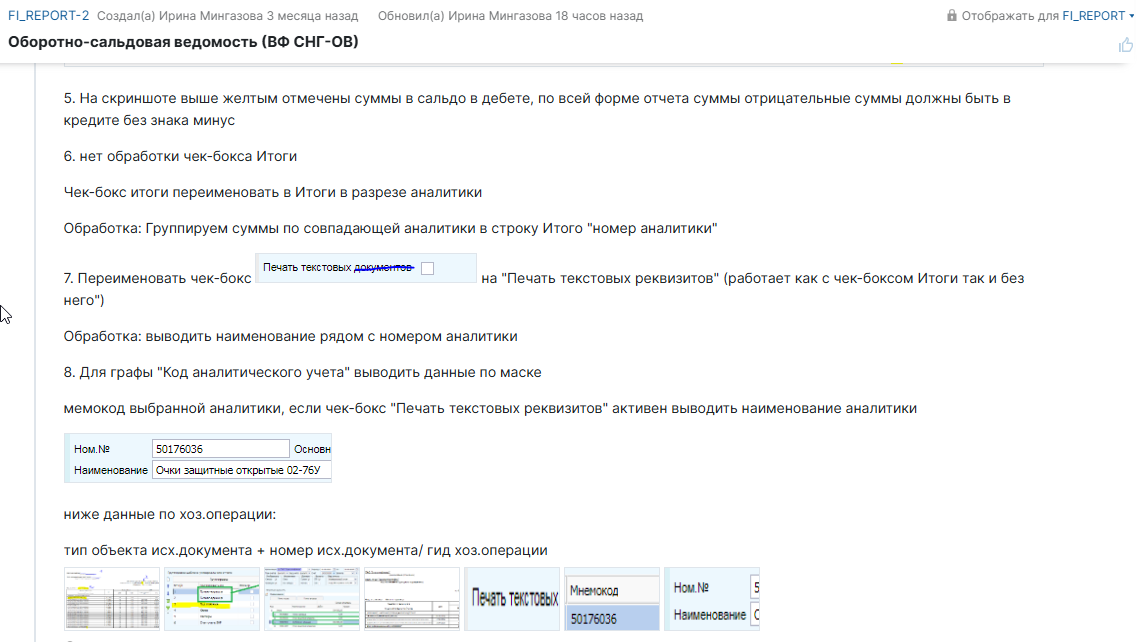 FI_REPORT-2 Создал(а) Ирина Мингазова 3 месяца назад Обновил(а) Ирина Мингазова 18 часов назад Отображать для FI_REPORT
Оборотно-сальдовая ведомость (ВФ СНГ-ОВ)
5. На скриншоте выше желтым отмечены суммы в сальдо в дебете, по всей форме отчета суммы отрицательные суммы должны быть в
кредите без знака минус
6. нет обработки чек-бокса Итоги
Чек-бокс итоги переименовать в Итоги в разрезе аналитики
Обработка: Группируем суммы по совпадающей аналитики в строку Итого "номер аналитики"
7. Переименовать чек-бокс Печать текстовых документов на "Печать текстовых реквизитов" (работает как с чек-боксом Итоги так и без
него")
Обработка: выводить наименование рядом с номером аналитики
8. Для графы "Код аналитического учета" выводить данные по маске
мемокод выбранной аналитики, если чек-бокс "Печать текстовых реквизитов" активен выводить наименование аналитики
Ном.№ 50176036 Основн
Наименование Очки защитные открытые 02-76У
ниже данные по хоз.операции:
тип объекта исх.документа + номер исх.документа/ гид хоз.операции
Печать текстовых
Мнемокод
50176036
Ном.№ 5
Наименование О